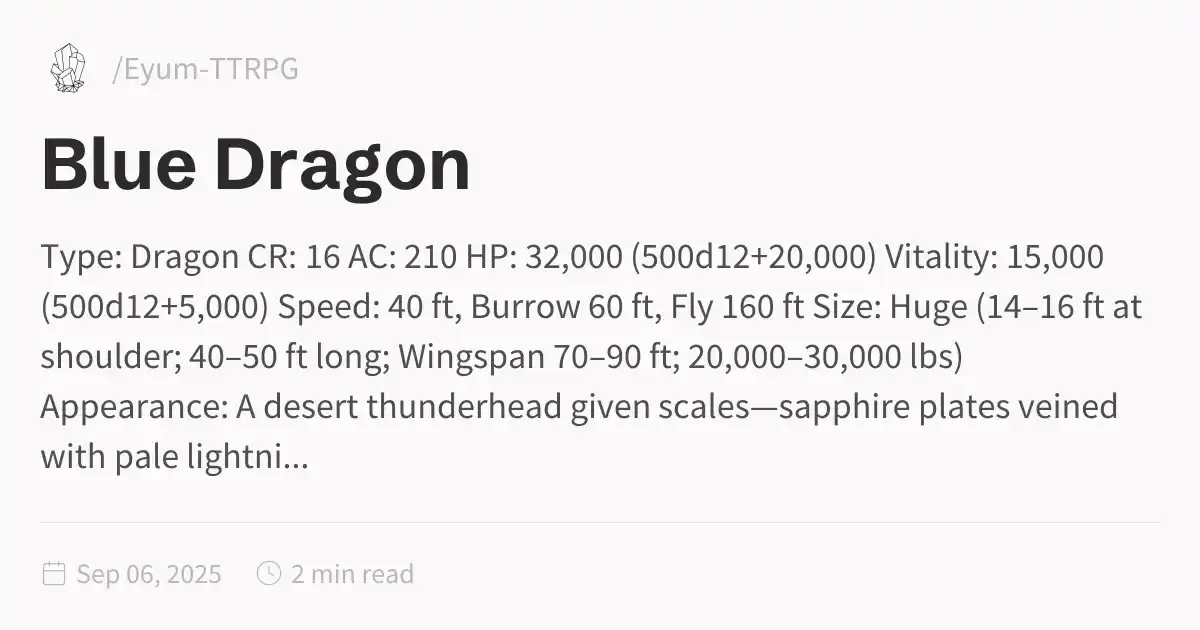 /Eyum-TTRPG
Blue Dragon
Type: Dragon CR: 16 AC: 210 HP: 32,000 (500d12+20,000) Vitality: 15,000
(500d12+5,000) Speed: 40 ft, Burrow 60 ft, Fly 160 ft Size: Huge (14–16 ft at
shoulder; 40–50 ft long; Wingspan 70–90 ft; 20,000–30,000 lbs)
Appearance: A desert thunderhead given scales—sapphire plates veined
with pale lightni...
Sep 06, 2025 2 min read